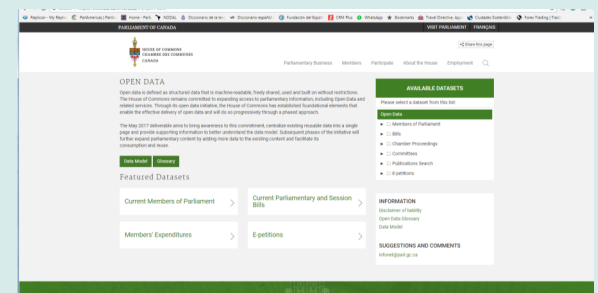 PARLIAMENT OF CANADA
VISIT PARLIAMENT FRANÇAIS
HOUSE OF COMMONS
CHAMBRE DES COMMUNES
CANADA
Share this page
Parliamentary Business Members Participate About the House Employment
OPEN DATA
Open data is defined as structured data that is machine-readable, freely shared, used and built on without restrictions.
The House of Commons remains committed to expanding access to parliamentary information, including Open Data and
related services. Through its open data initiative, the House of Commons has established foundational elements that
enable the effective delivery of open data and will do so progressively through a phased approach.
The May 2017 deliverable aims to bring awareness to this commitment, centralize existing reusable data into a single
page and provide supporting information to better understand the data model. Subsequent phases of the initiative will
further expand parliamentary content by adding more data to the existing content and facilitate its
consumption and reuse.
Data Model Glossary
Featured Datasets
Current Members of Parliament
Current Parliamentary and Session
Bills
Members' Expenditures
E-petitions
AVAILABLE DATASETS
Please select a dataset from this list
Open Data
Members of Parliament
Bills
Chamber Proceedings
Committees
Publications Search
E-petitions
INFORMATION
Disclaimer of liability
Open Data Glossary
Data Model
SUGGESTIONS AND COMMENTS
infonet@parl.gc.ca